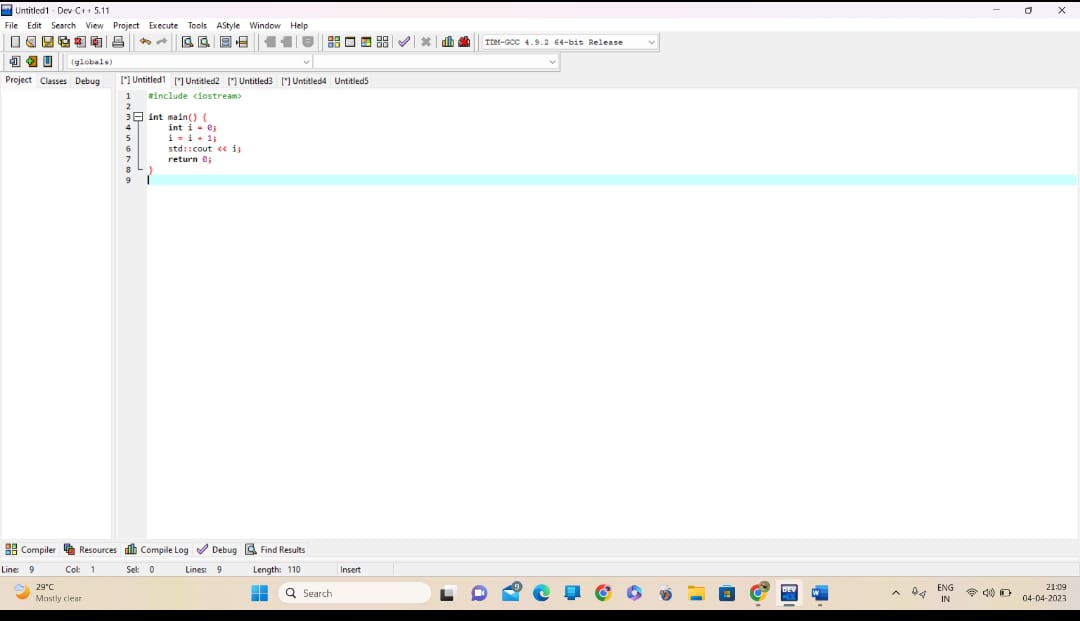 Untitled1 - Dev-C++ 5.11
File Edit Search View Project Execute Tools AStyle Window Help
TDM-GCC 4.9.2 64-bit Release
(globals)
Project Classes Debug [*] Untitled1 [*] Untitled2 [*] Untitled3 [*] Untitled4 Untitled5
1 #include <iostream>
2
3 int main() {
4 int i = 0;
5 i = i + 1;
6 std::cout << i;
7 return 0;
8 }
9
Compiler Resources Compile Log Debug Find Results
Line: 9 Col: 1 Sel: 0 Lines: 9 Length: 110 Insert
29°C
Mostly clear
Search
9
DEV
W
ENG
IN
21:09
04-04-2023